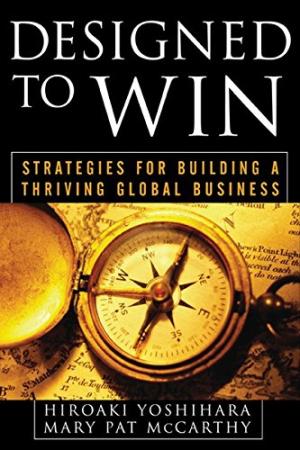 DESIGNED
TO WIN
STRATEGIES FOR BUILDING A
THRIVING GLOBAL BUSINESS
HIROAKI YOSHIHARA
MARY PAT McCARTHY